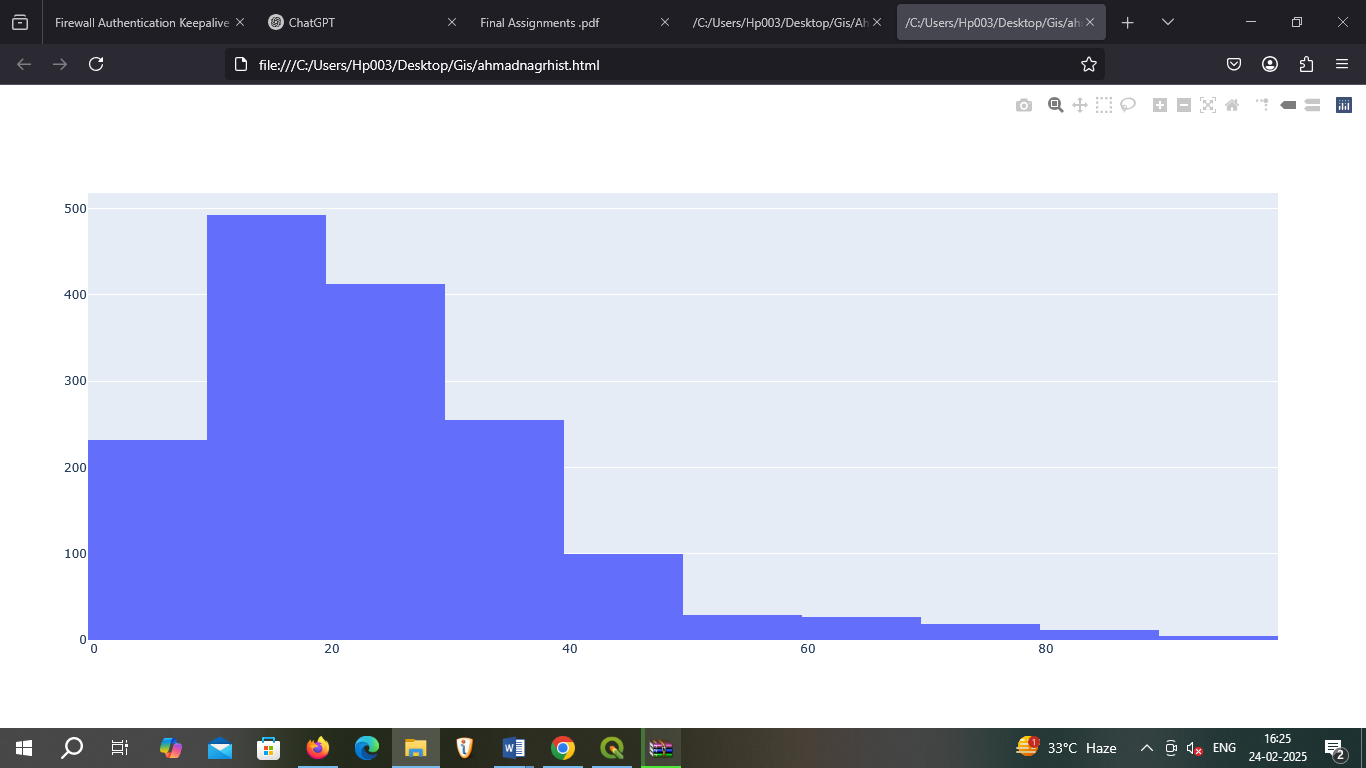 Firewall Authentication Keepalive
ChatGPT
Final Assignments .pdf
/C:/Users/Hp003/Desktop/Gis/Ah
/C:/Users/Hp003/Desktop/Gis/ah
file:///C:/Users/Hp003/Desktop/Gis/ahmadnagrhist.html
500
400
300
200
100
0
0 20 40 60 80
1 33°C Haze ENG 16:25
24-02-2025 2